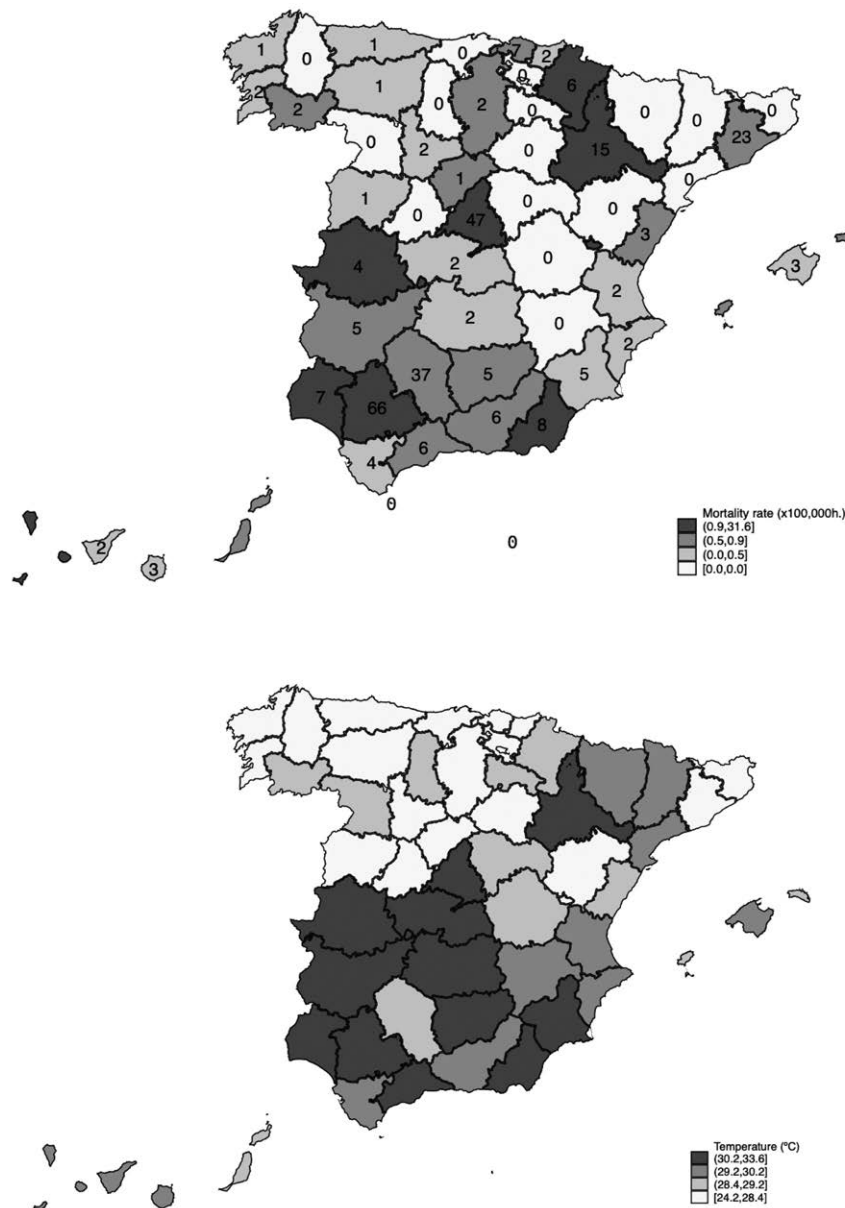 7 2
1 1 0
0 0
6
1 0
2 2 0 2 0 0 0
23
0 2 0 15
1 0
1 0 0
0 47 3
4 2 0 3
2
5 2 0
2
37 5 5
7 66
6 8
4 6
0
2 0
3
Mortality rate (x100,000h.)
(0.9,31.6]
(0.5,0.9]
(0.0,0.5]
[0.0,0.0]
Temperature (ºC)
(30.2,33.6]
(29.2,30.2]
(28.4,29.2]
[24.2,28.4]